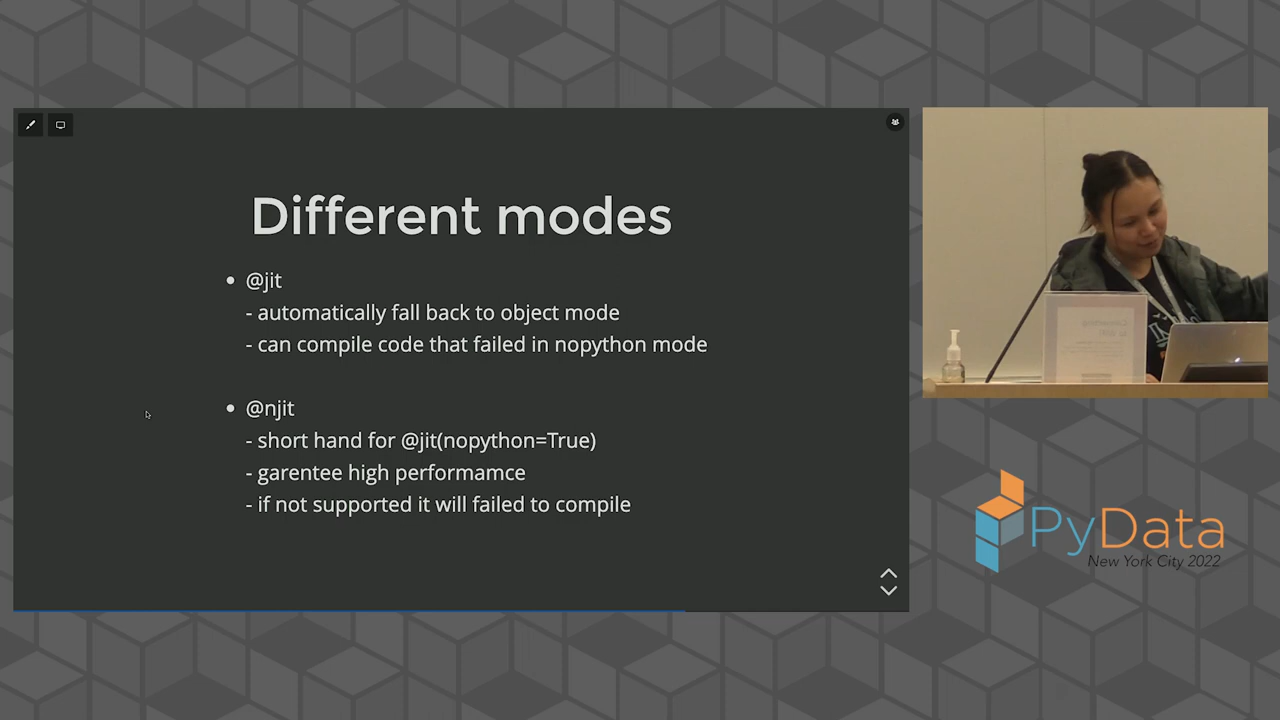 Different modes
@jit
- automatically fall back to object mode
- can compile code that failed in nopython mode
@njit
- short hand for @jit(nopython=True)
- garentee high performamce
- if not supported it will failed to compile
PyData
New York City 2022